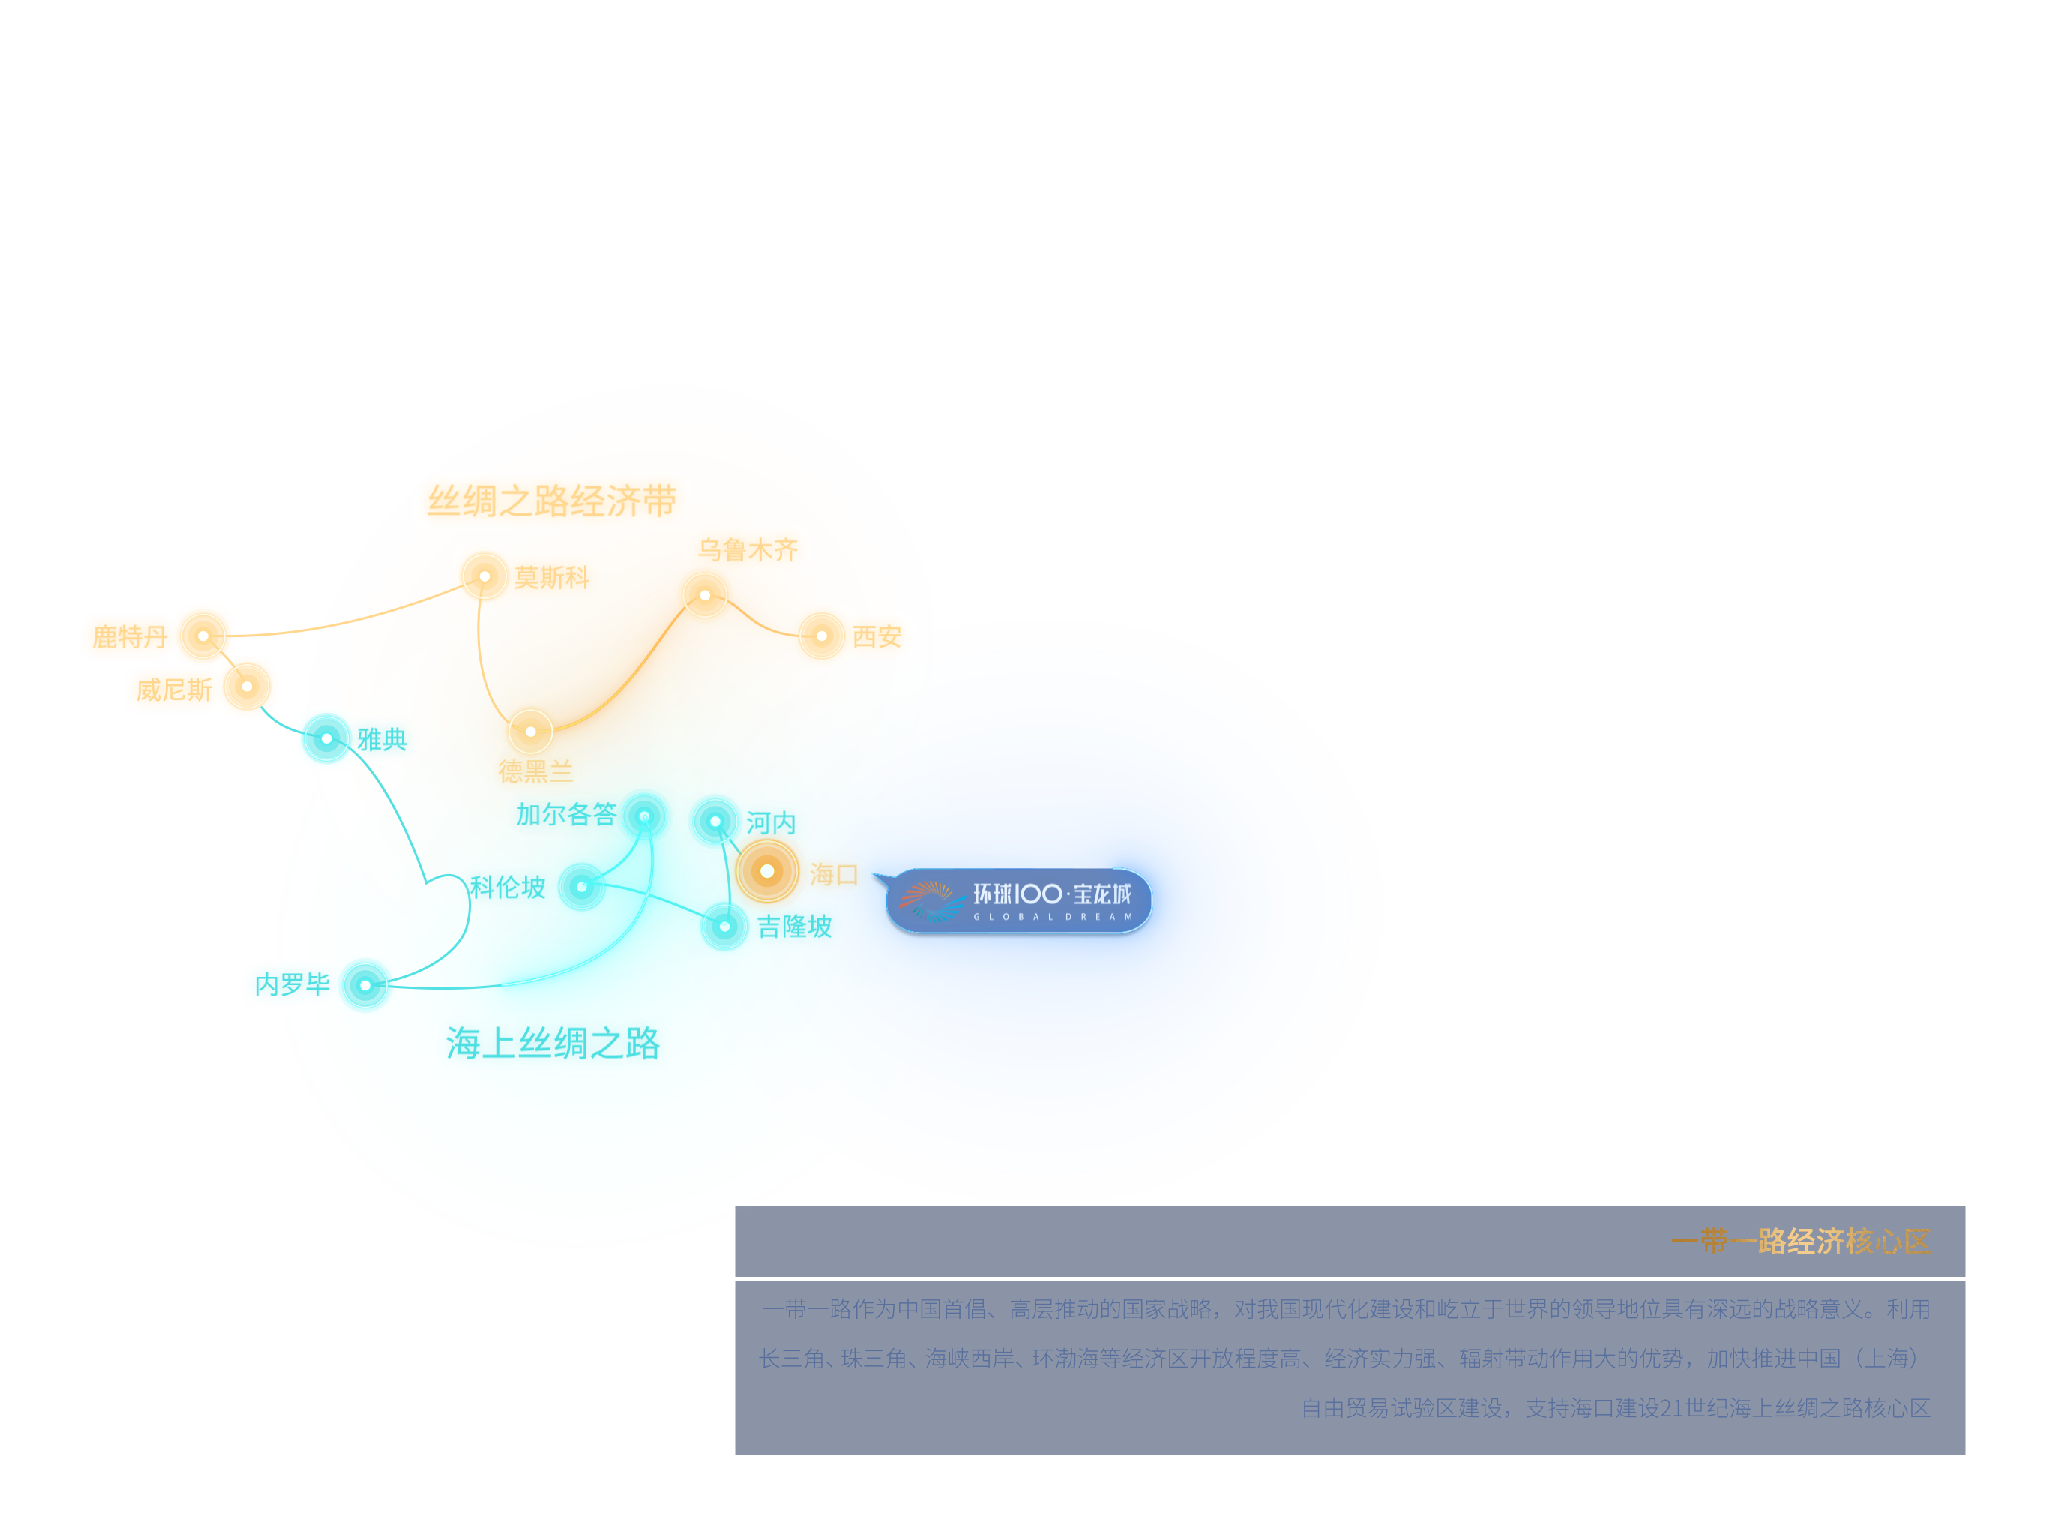 丝绸之路经济带
乌鲁木齐
莫斯科
鹿特丹
西安
威尼斯
雅典
德黑兰
加尔各答
河内
海口
科伦坡
环球100·宝龙城
GLOBAL DREAM
吉隆坡
内罗毕
海上丝绸之路
一带一路经济核心区
一带一路作为中国首倡、高层推动的国家战略，对我国现代化建设和屹立于世界的领导地位具有深远的战略意义。利用
长三角、珠三角、海峡西岸、环渤海等经济区开放程度高、经济实力强、辐射带动作用大的优势，加快推进中国（上海）
自由贸易试验区建设，支持海口建设21世纪海上丝绸之路核心区